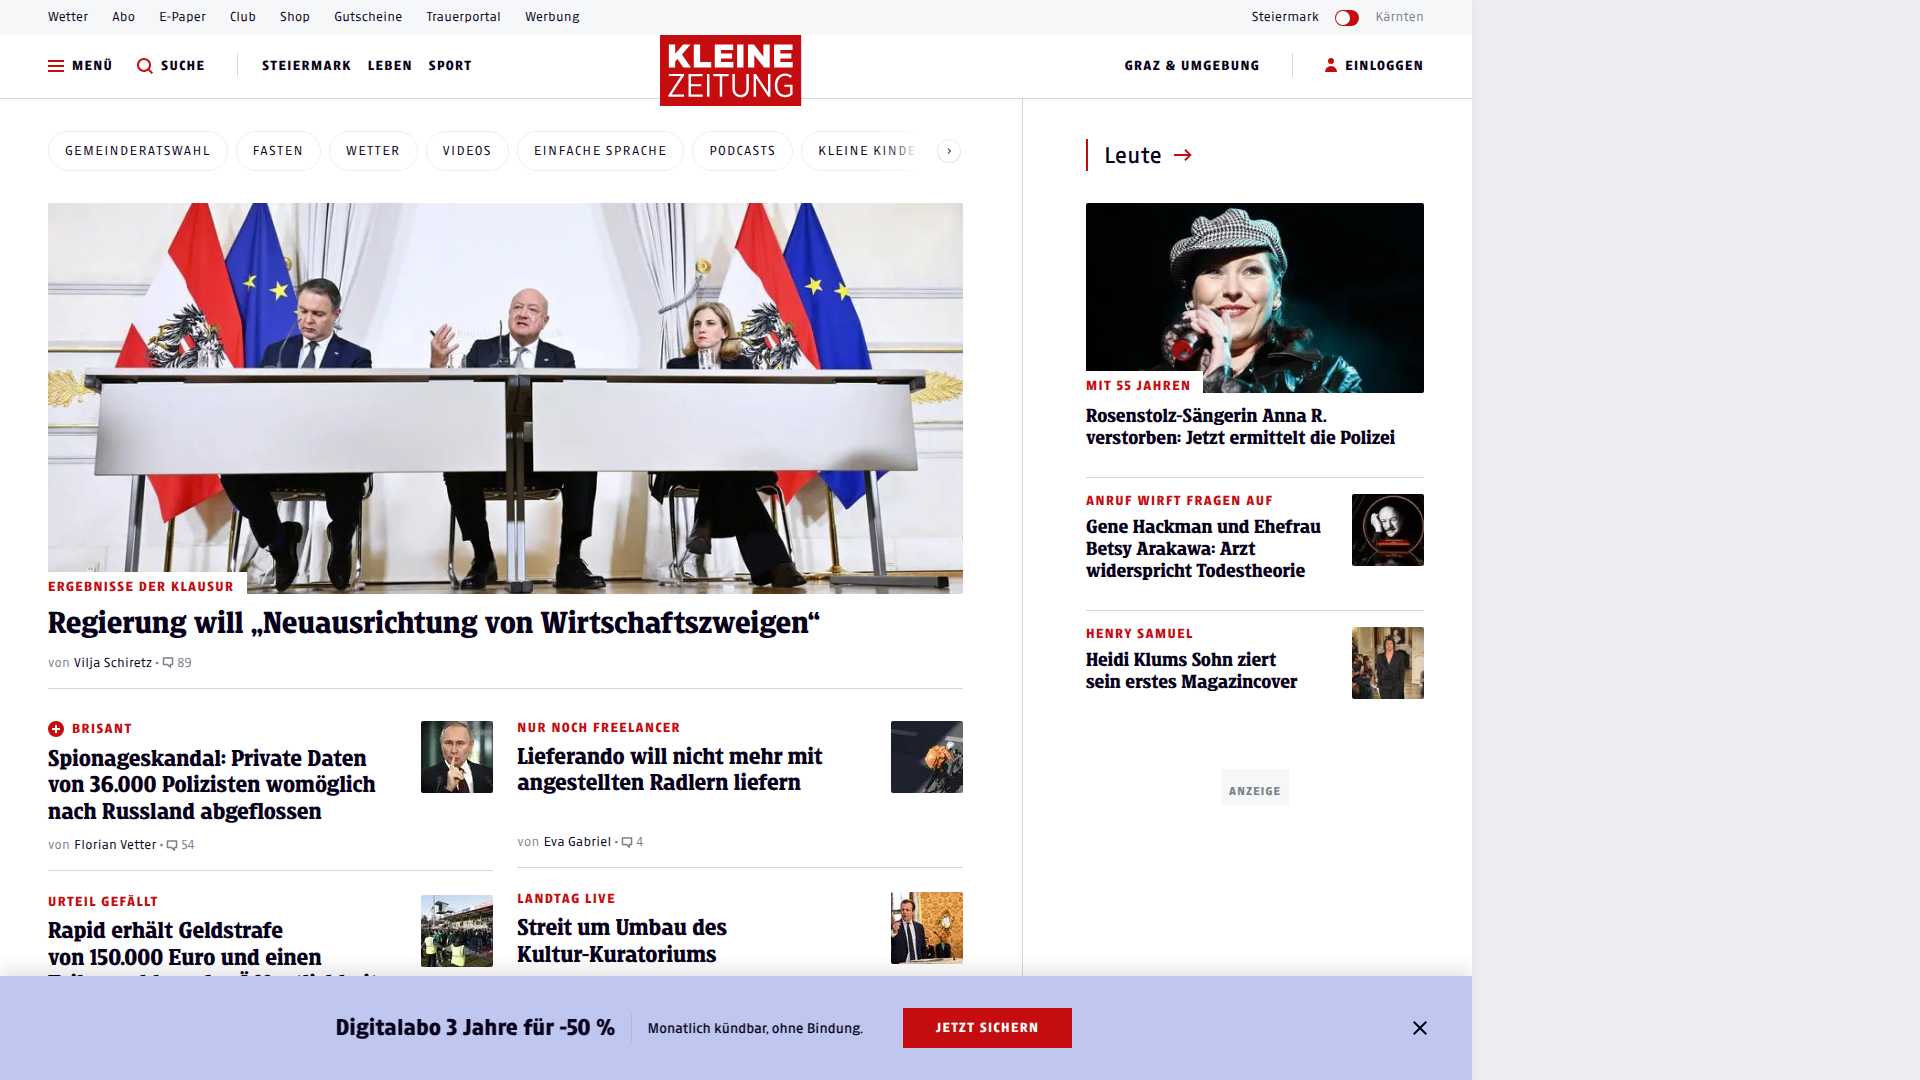 Wetter Abo E-Paper Club Shop Gutscheine Trauerportal Werbung Steiermark Kärnten
MENÜ SUCHE STEIERMARK LEBEN SPORT
KLEINE
ZEITUNG
GRAZ & UMGEBUNG EINLOGGEN
GEMEINDERATSWAHL FASTEN WETTER VIDEOS EINFACHE SPRACHE PODCASTS KLEINE KINDE
ERGEBNISSE DER KLAUSUR
Regierung will „Neuausrichtung von Wirtschaftszweigen“
von Vilja Schiretz • 89
BRISANT
Spionageskandal: Private Daten
von 36.000 Polizisten womöglich
nach Russland abgeflossen
von Florian Vetter • 54
NUR NOCH FREELANCER
Lieferando will nicht mehr mit
angestellten Radlern liefern
von Eva Gabriel • 4
URTEIL GEFÄLLT
Rapid erhält Geldstrafe
von 150.000 Euro und einen
LANDTAG LIVE
Streit um Umbau des
Kultur-Kuratoriums
Leute
MIT 55 JAHREN
Rosenstolz-Sängerin Anna R.
verstorben: Jetzt ermittelt die Polizei
ANRUF WIRFT FRAGEN AUF
Gene Hackman und Ehefrau
Betsy Arakawa: Arzt
widerspricht Todestheorie
HENRY SAMUEL
Heidi Klums Sohn ziert
sein erstes Magazincover
ANZEIGE
Digitalabo 3 Jahre für -50 % Monatlich kündbar, ohne Bindung. JETZT SICHERN